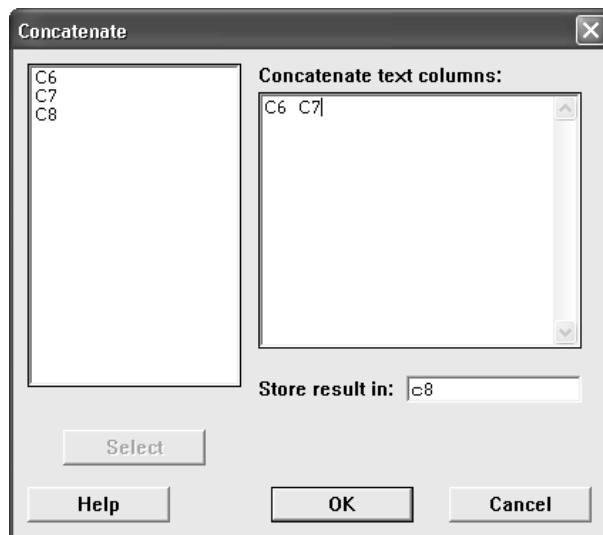 Concatenate
C6
C7
C8
Concatenate text columns:
C6 C7
Store result in: c8
Select
Help
OK
Cancel